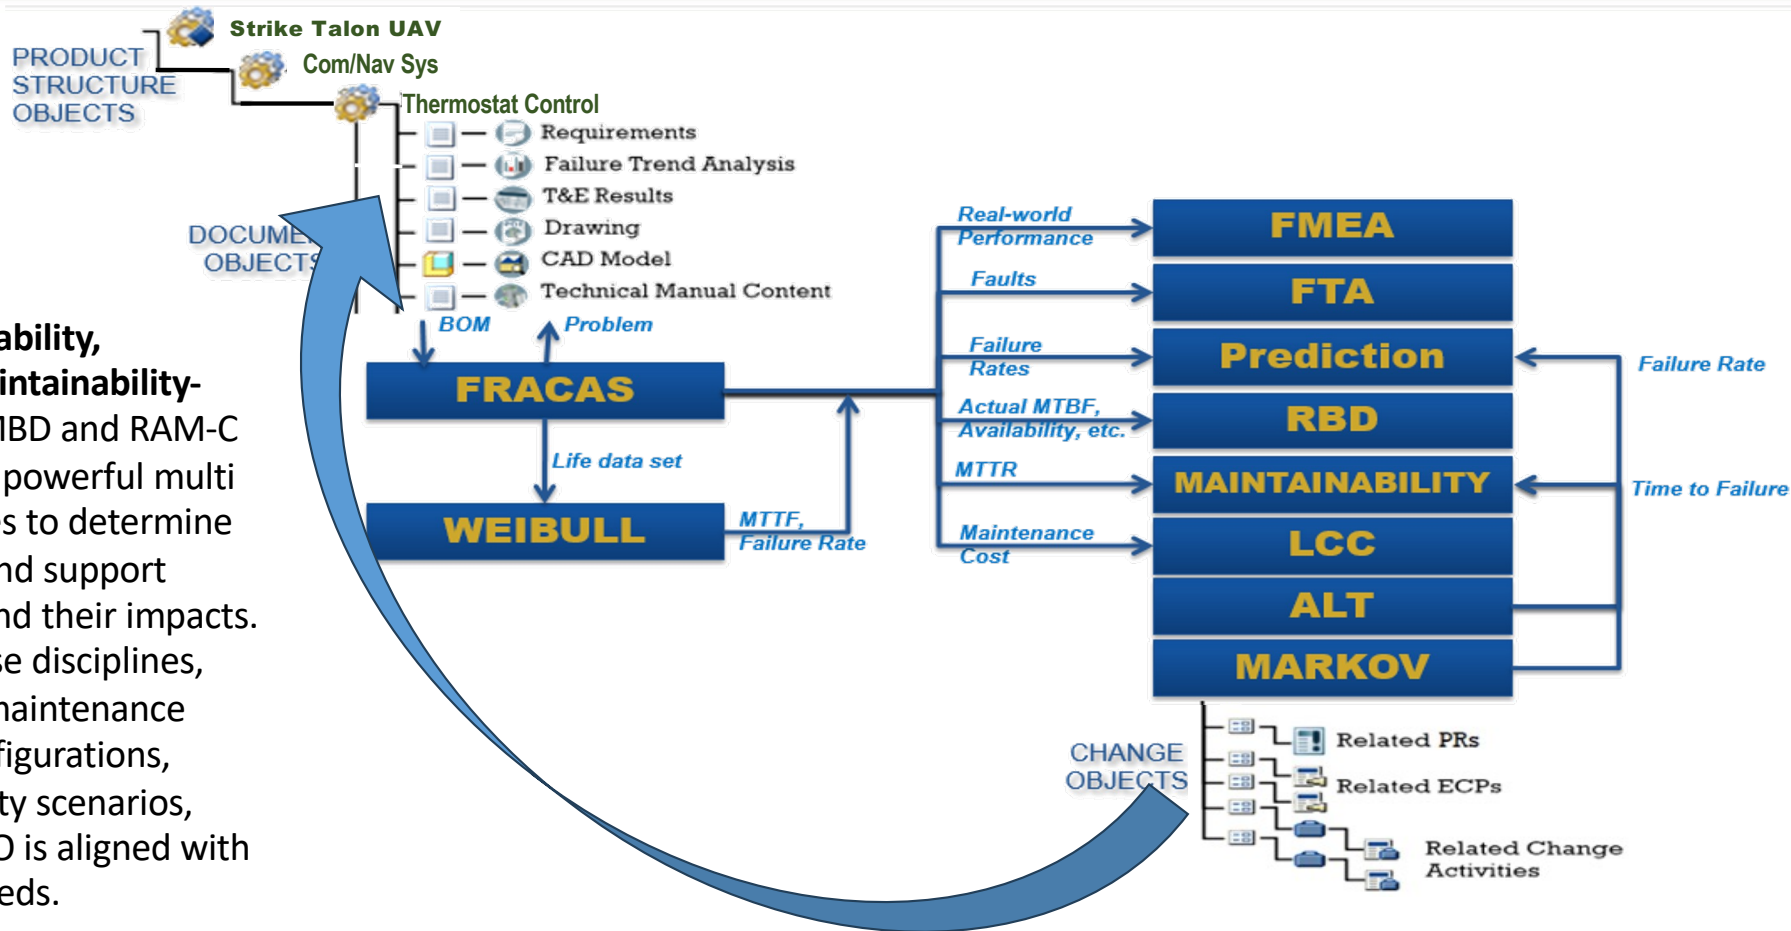 Strike Talon UAV
Com/Nav Sys
Thermostat Control
PRODUCT
STRUCTURE
OBJECTS
Requirements
Failure Trend Analysis
T&E Results
Drawing
CAD Model
Technical Manual Content
OBJECTS
BOM
Problem
FRACAS
Life data set
WEIBULL
MTTF,
Failure Rate
Real-world
Performance
Faults
Failure
Rates
Actual MTBF,
Availability, etc.
MTTR
Maintenance
Cost
FMEA
FTA
Prediction
RBD
MAINTAINABILITY
LCC
ALT
MARKOV
Failure Rate
Time to Failure
CHANGE
OBJECTS
Related PRs
Related ECPs
Related Change
Activities
ability,
intainability-
MBD and RAM-C
powerful multi
es to determine
nd support
nd their impacts.
se disciplines,
maintenance
figurations,
ty scenarios,
O is aligned with
eds.